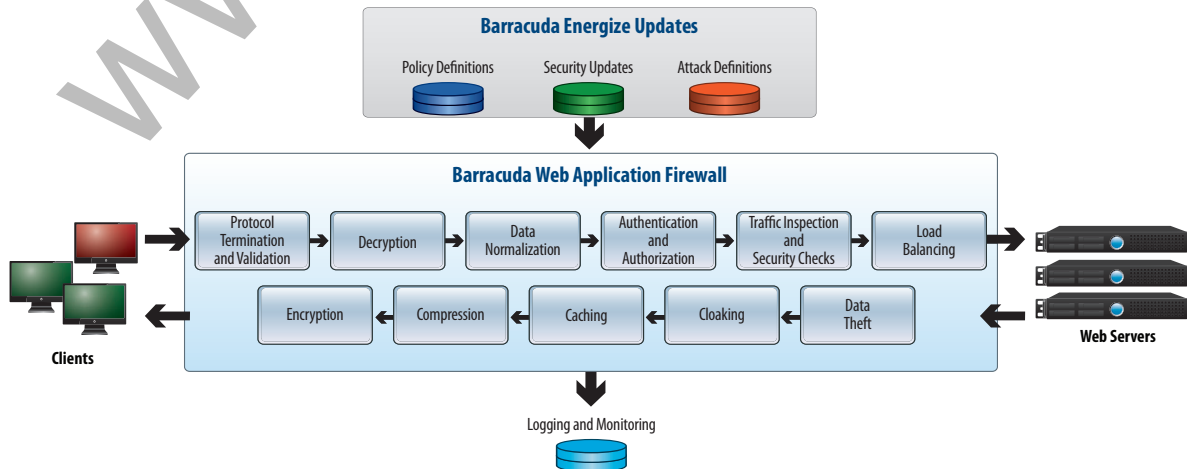 Barracuda Energize Updates
Policy Definitions
Security Updates
Attack Definitions
Barracuda Web Application Firewall
Protocol
Termination
and Validation
Decryption
Data
Normalization
Authentication
and
Authorization
Traffic Inspection
and
Security Checks
Load
Balancing
Encryption
Compression
Caching
Cloaking
Data
Theft
Clients
Web Servers
Logging and Monitoring